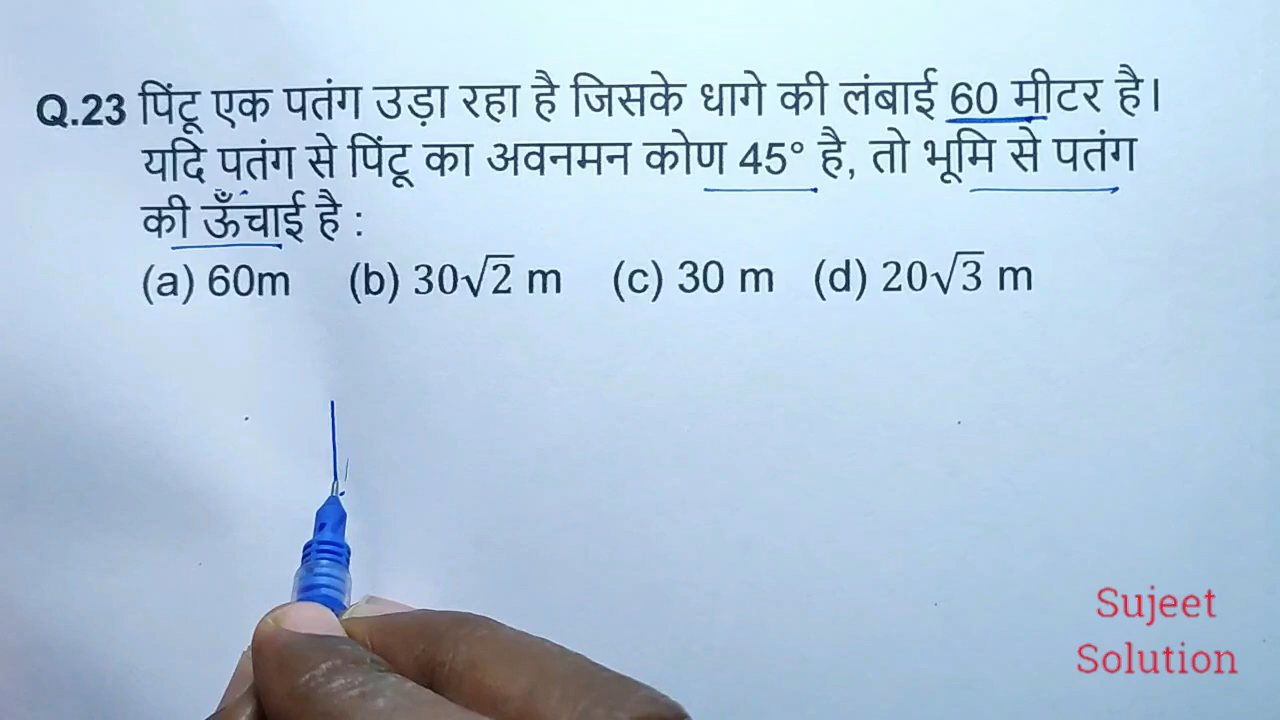 Q.23 पिंटू एक पतंग उड़ा रहा है जिसके धागे की लंबाई 60 मीटर है।
यदि पतंग से पिंटू का अवनमन कोण 45° है, तो भूमि से पतंग
की ऊँचाई है :
(a) 60m (b) 30√2 m (c) 30 m (d) 20√3 m
Sujeet
Solution